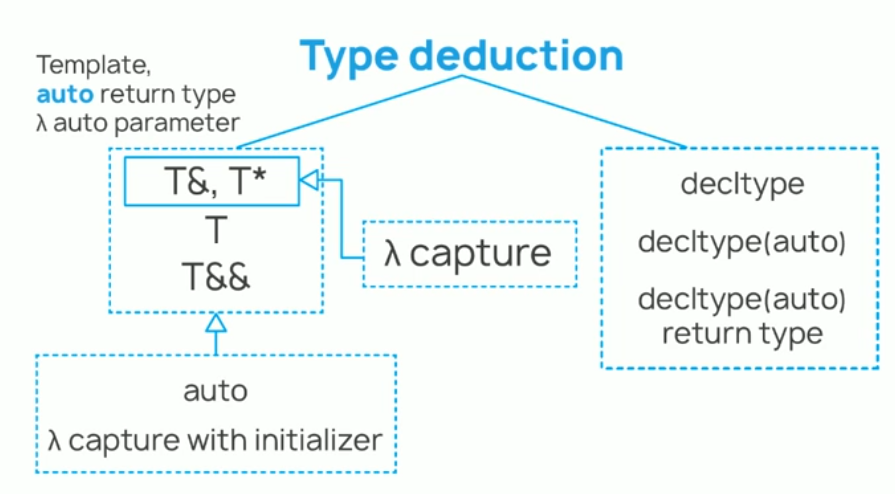 Type deduction
Template,
auto return type
λ auto parameter
T&, T*
T
T&&
λ capture
auto
λ capture with initializer
decltype
decltype(auto)
decltype(auto)
return type